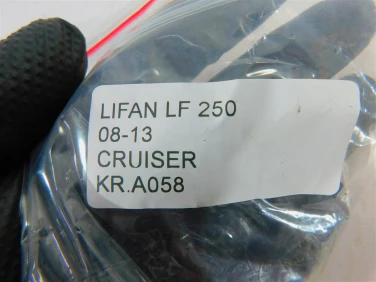 LIFAN LF 250
08-13
CRUISER
KR.A058